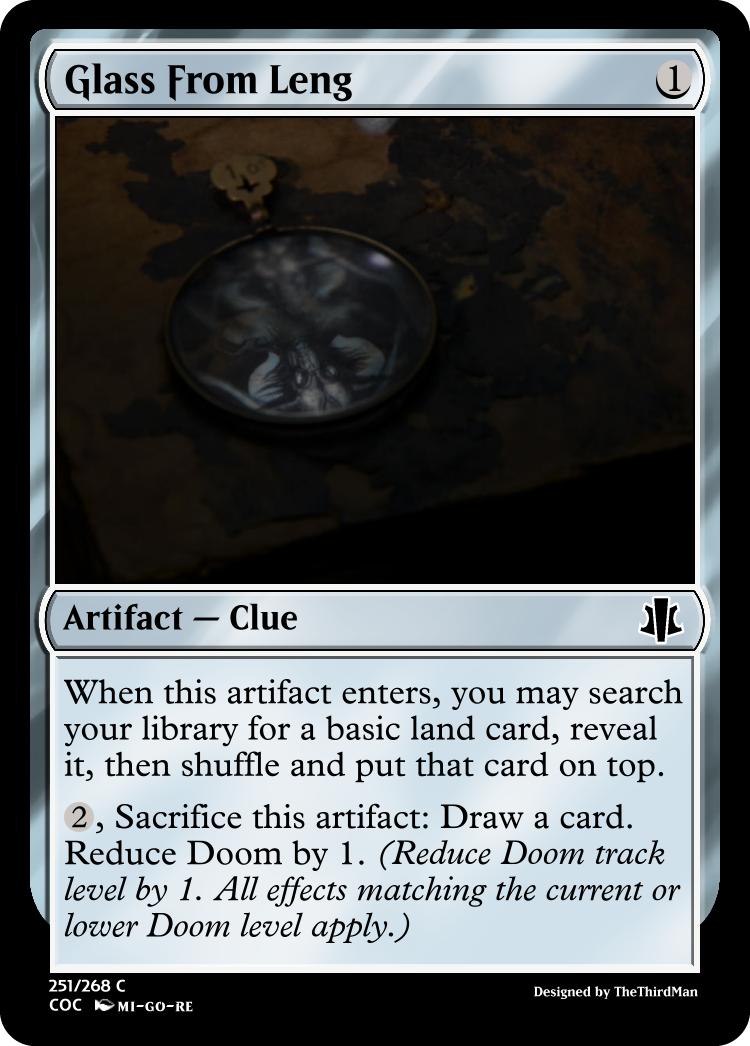 Glass From Leng
1
Artifact — Clue
When this artifact enters, you may search
your library for a basic land card, reveal
it, then shuffle and put that card on top.
2, Sacrifice this artifact: Draw a card.
Reduce Doom by 1. (Reduce Doom track
level by 1. All effects matching the current or
lower Doom level apply.)
251/268 C
COC MI-GO-RE
Designed by TheThirdMan